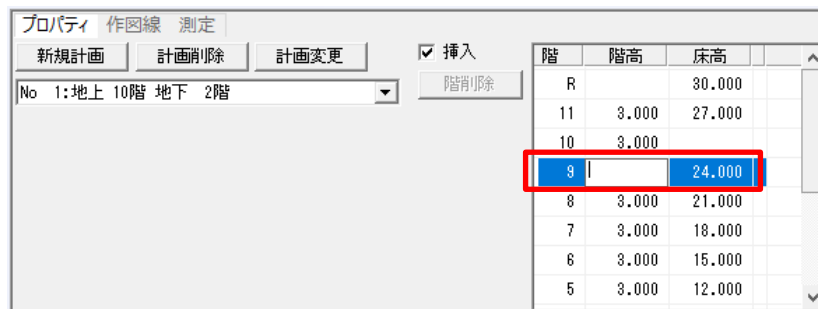 プロパティ 作図線 測定
新規計画 計画削除 計画変更 挿入
No 1:地上 10階 地下 2階 階削除
階 階高 床高
R 30.000
11 3.000 27.000
10 3.000
9 24.000
8 3.000 21.000
7 3.000 18.000
6 3.000 15.000
5 3.000 12.000